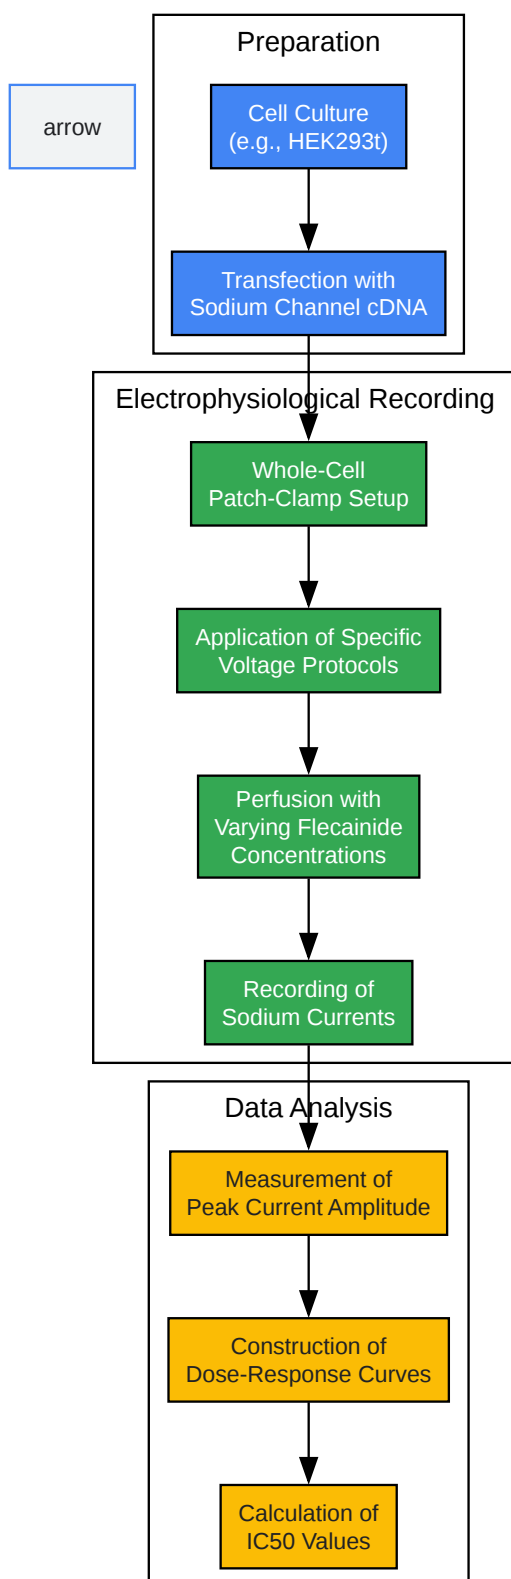 Preparation
arrow
Cell Culture
(e.g., HEK293t)
Transfection with
Sodium Channel cDNA
Electrophysiological Recording
Whole-Cell
Patch-Clamp Setup
Application of Specific
Voltage Protocols
Perfusion with
Varying Flecainide
Concentrations
Recording of
Sodium Currents
Data Analysis
Measurement of
Peak Current Amplitude
Construction of
Dose-Response Curves
Calculation of
IC50 Values